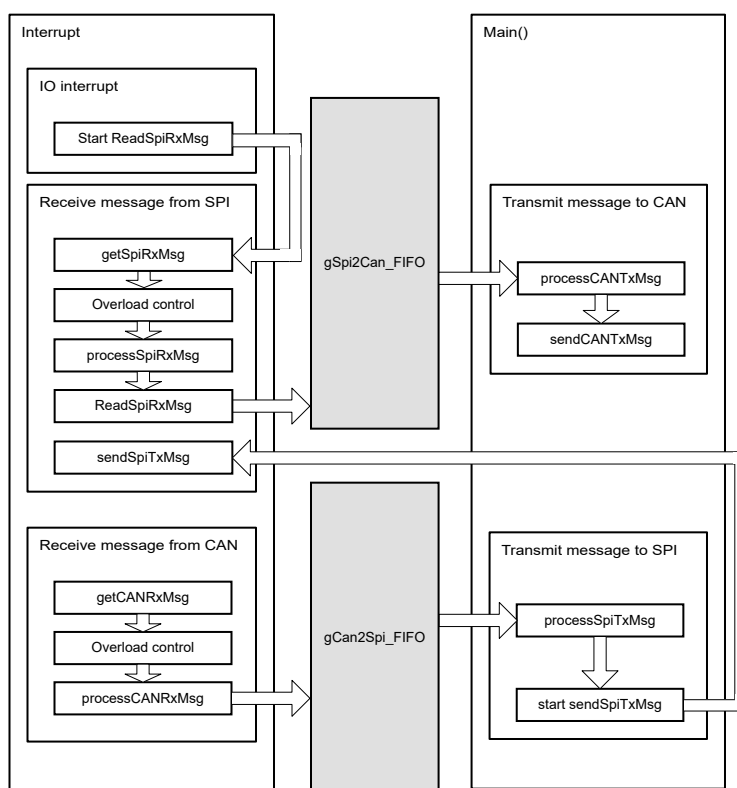 Interrupt
IO interrupt
Start ReadSpiRxMsg
Receive message from SPI
getSpiRxMsg
Overload control
processSpiRxMsg
ReadSpiRxMsg
sendSpiTxMsg
Receive message from CAN
getCANRxMsg
Overload control
processCANRxMsg
gSpi2Can_FIFO
gCan2Spi_FIFO
Main()
Transmit message to CAN
processCANTxMsg
sendCANTxMsg
Transmit message to SPI
processSpiTxMsg
start sendSpiTxMsg